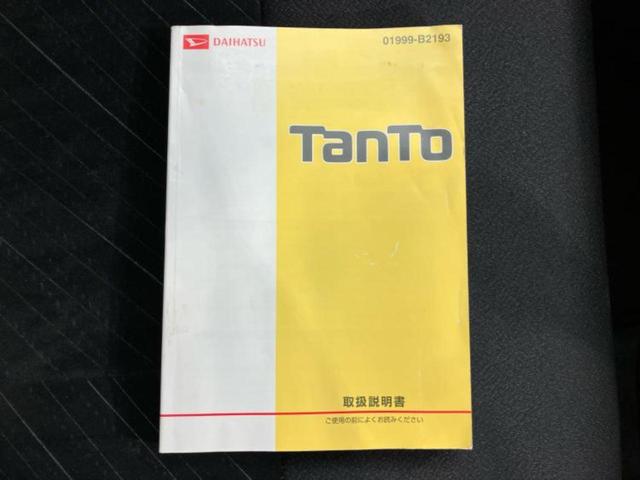 DAIHATSU 01999-B2193
TanTo
取扱説明書
ご使用の前によくお読みください